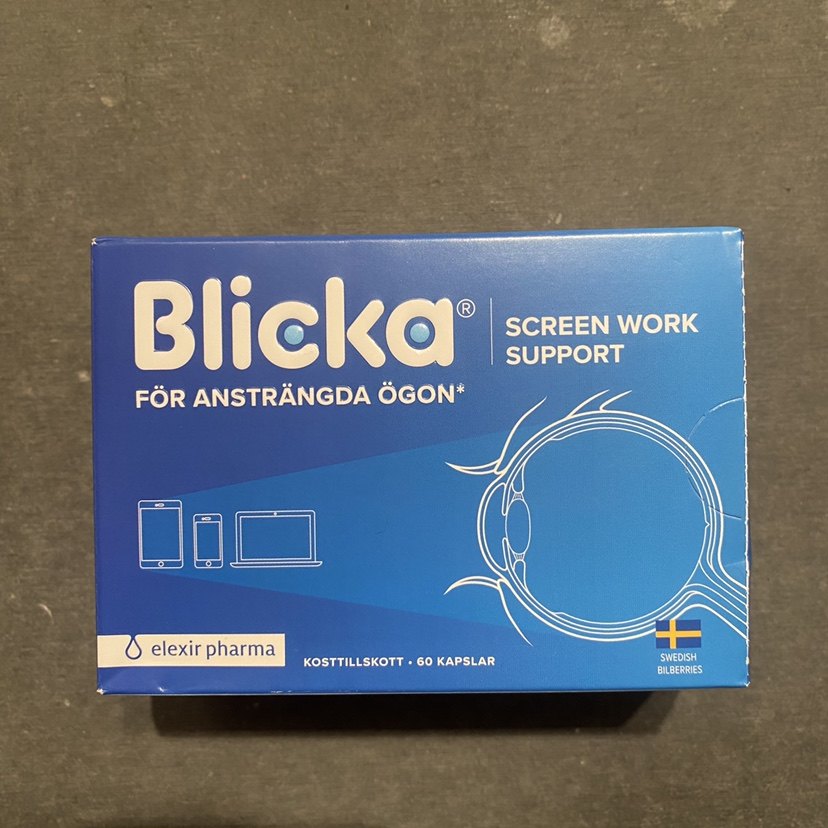 Blicka®
SCREEN WORK
SUPPORT
FÖR ANSTRÄNGDA ÖGON*
elexir pharma
KOSTTILLSKOTT • 60 KAPSLAR
SWEDISH
BILBERRIES